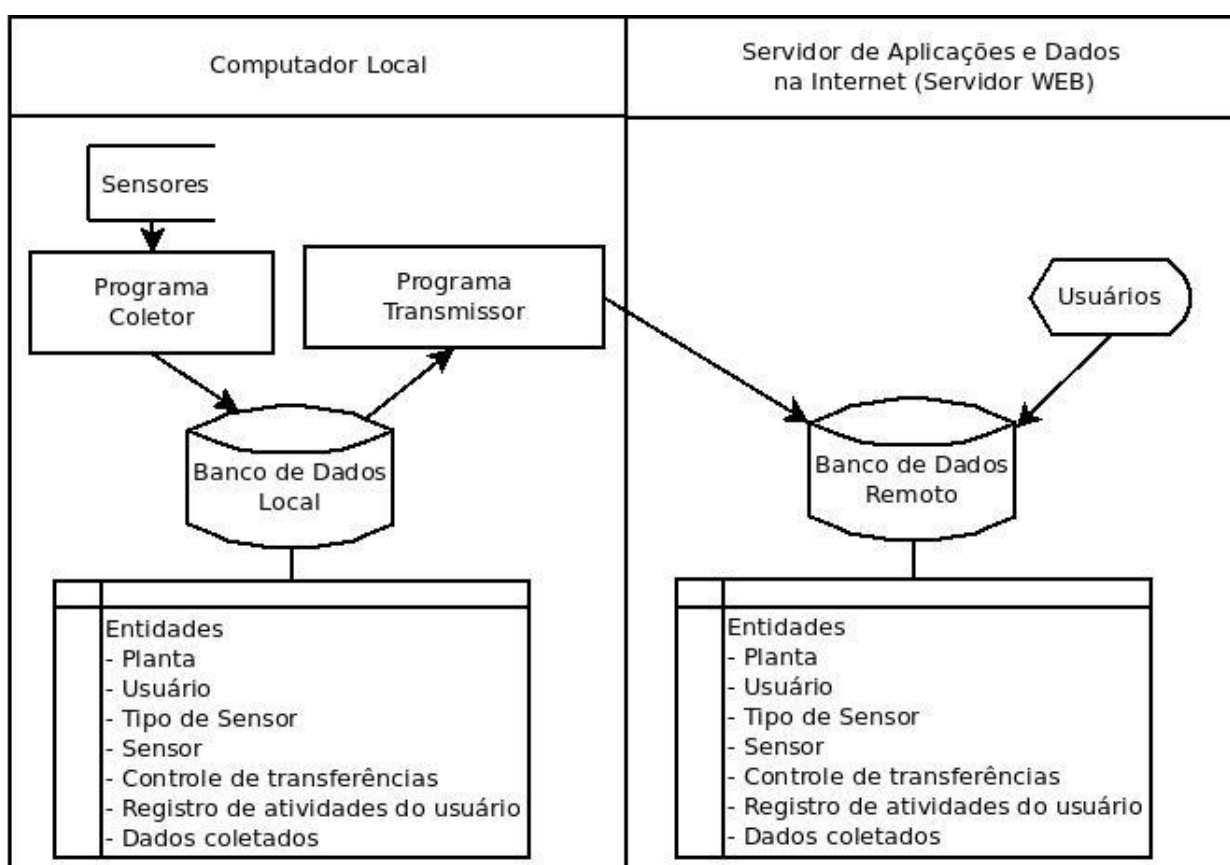 Computador Local
Servidor de Aplicações e Dados
na Internet (Servidor WEB)
Sensores
Programa
Coletor
Programa
Transmissor
Usuários
Banco de Dados
Local
Banco de Dados
Remoto
Entidades
- Planta
- Usuário
- Tipo de Sensor
- Sensor
- Controle de transferências
- Registro de atividades do usuário
- Dados coletados
Entidades
- Planta
- Usuário
- Tipo de Sensor
- Sensor
- Controle de transferências
- Registro de atividades do usuário
- Dados coletados